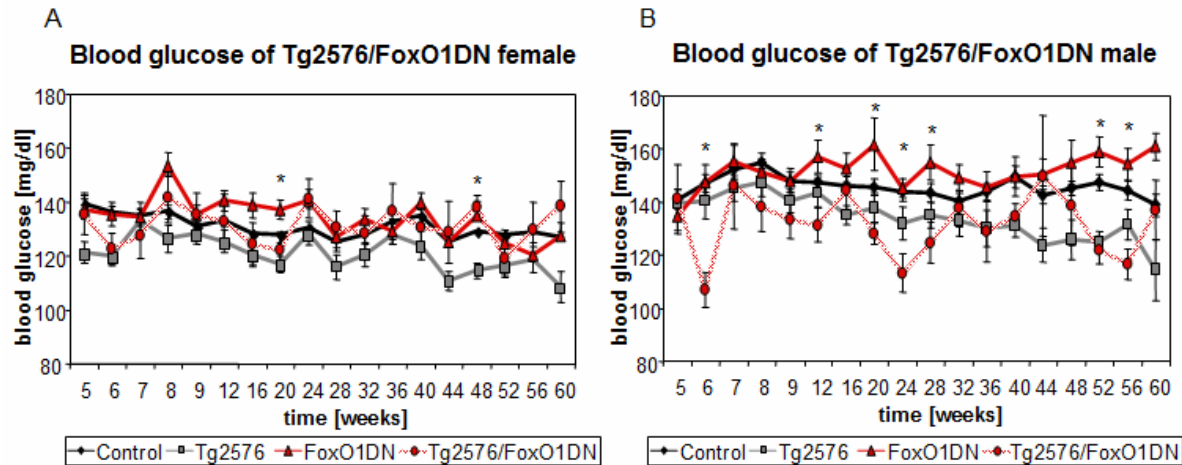 A
Blood glucose of Tg2576/FoxO1DN female
180
160
140
120
100
80
blood glucose [mg/dl]
* *
5 6 7 8 9 12 16 20 24 28 32 36 40 44 48 52 56 60
time [weeks]
Control Tg2576 FoxO1DN Tg2576/FoxO1DN
B
Blood glucose of Tg2576/FoxO1DN male
180
160
140
120
100
80
blood glucose [mg/dl]
* * * * * * *
5 6 7 8 9 12 16 20 24 28 32 36 40 44 48 52 56 60
time [weeks]
Control Tg2576 FoxO1DN Tg2576/FoxO1DN